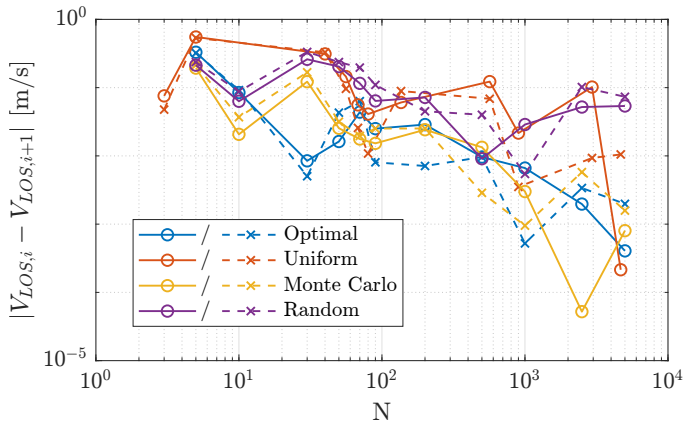 |V_{LOS,i} − V_{LOS,i+1}| [m/s]
10^0
10^{-5}
10^0 10^1 10^2 10^3 10^4
N
/ Optimal
/ Uniform
/ Monte Carlo
/ Random